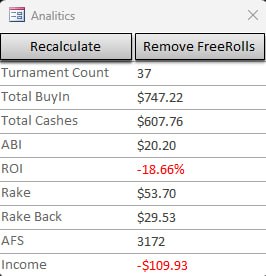 Analitics
Recalculate Remove FreeRolls
Turnament Count 37
Total BuyIn $747.22
Total Cashes $607.76
ABI $20.20
ROI -18.66%
Rake $53.70
Rake Back $29.53
AFS 3172
Income -$109.93